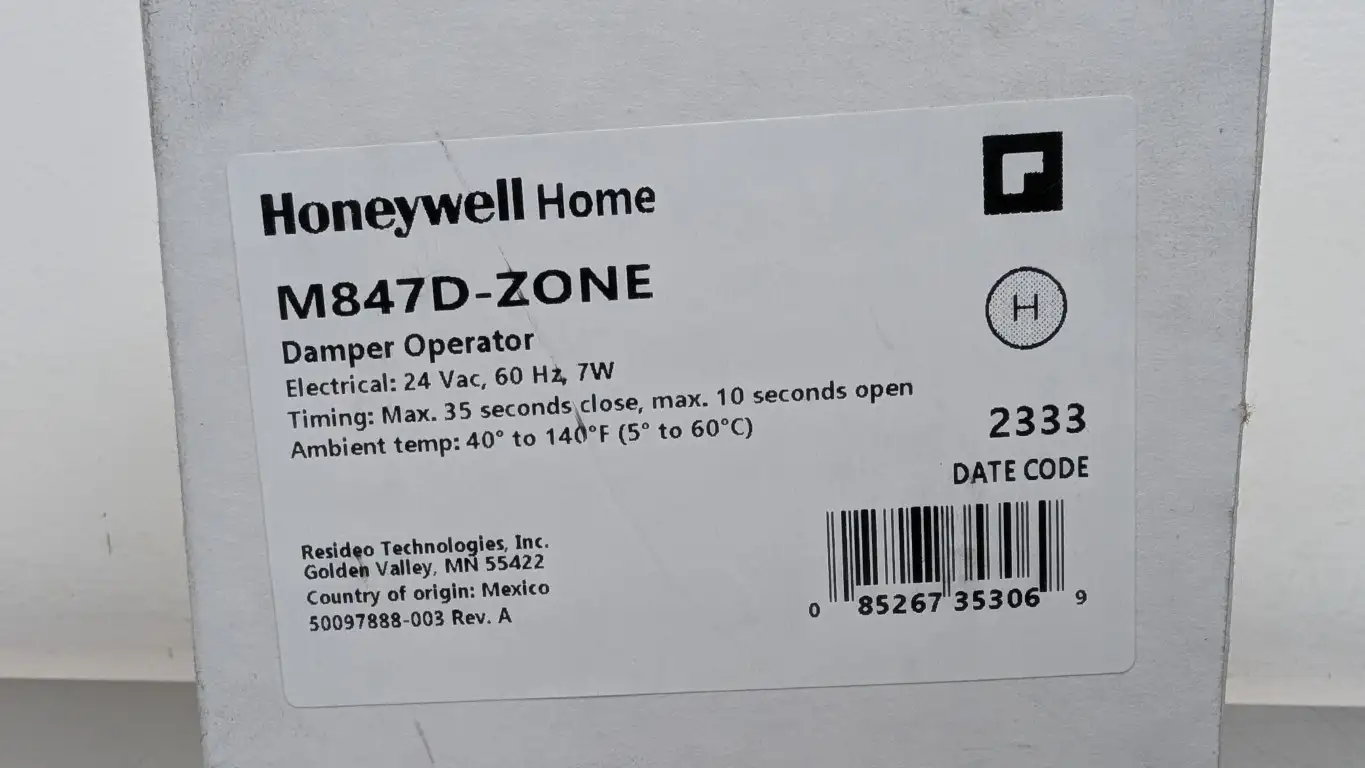 Honeywell Home
M847D-ZONE
Damper Operator
Electrical: 24 Vac, 60 Hz, 7W
Timing: Max. 35 seconds close, max. 10 seconds open
Ambient temp: 40° to 140°F (5° to 60°C)
H
2333
DATE CODE
Resideo Technologies, Inc.
Golden Valley, MN 55422
Country of origin: Mexico
50097888-003 Rev. A
0 85267 35306 9